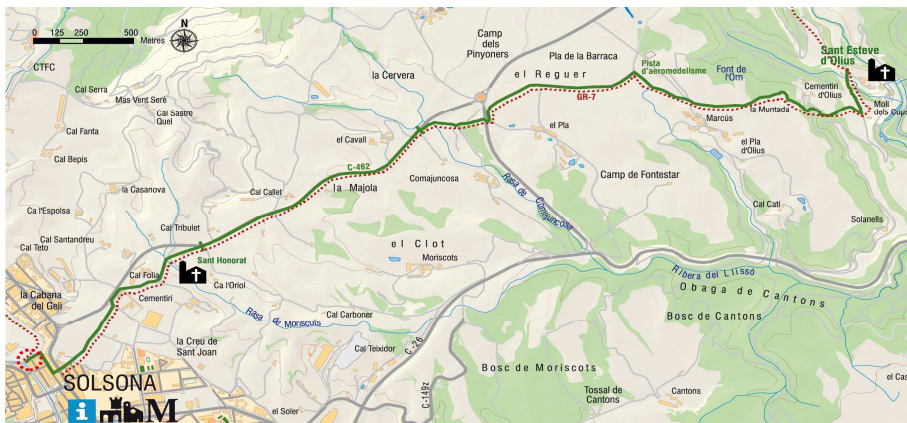 0 125 250 500 Metres
N
CTFC
Cal Serra
Mas Vent Serè
Cal Sastre
Quel
Cal Fanta
Cal Bepis
la Casanova
Ca l'Espoisa
Cal Santandreu
Cal Teto
Cal Tribulet
Cal Callet
la Cervera
el Cavall
C-462
la Majola
Comajuncosa
Camp
dels
Pinyoners
Pla de la Barraca
el Reguer
GR-7
Pista
d'aeromodelisme
Font de
l'Om
Sant Esteve
d'Olius
Cementiri
d'Olius
Moll
dels Cups
Marcús
la Muntada
el Pla
el Pla
d'Olius
Camp de Fontestar
Cal Cati
Solanells
Rasa de Comajuncosa
el Clot
Moriscots
Sant Honorat
Cal Folia
Ca l'Oriol
Cementiri
la Cabana
del Geli
Rasa de Moriscots
Cal Carboner
la Creu de
Sant Joan
Cal Teixidor
C-26
C-149z
Ribera del Llissó
Obaga de Cantons
Bosc de Cantons
Bosc de Moriscots
Tossal de
Cantons
Cantons
SOLSONA
i M
el Soler
el Cas